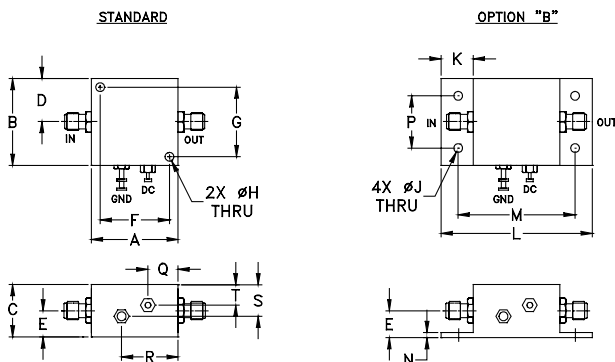 STANDARD
OPTION "B"
K
D
B
G
P
IN
OUT
IN
OUT
GND
DC
GND
DC
2X øH
THRU
4X øJ
THRU
F
A
M
L
Q
T
S
C
E
R
E
N